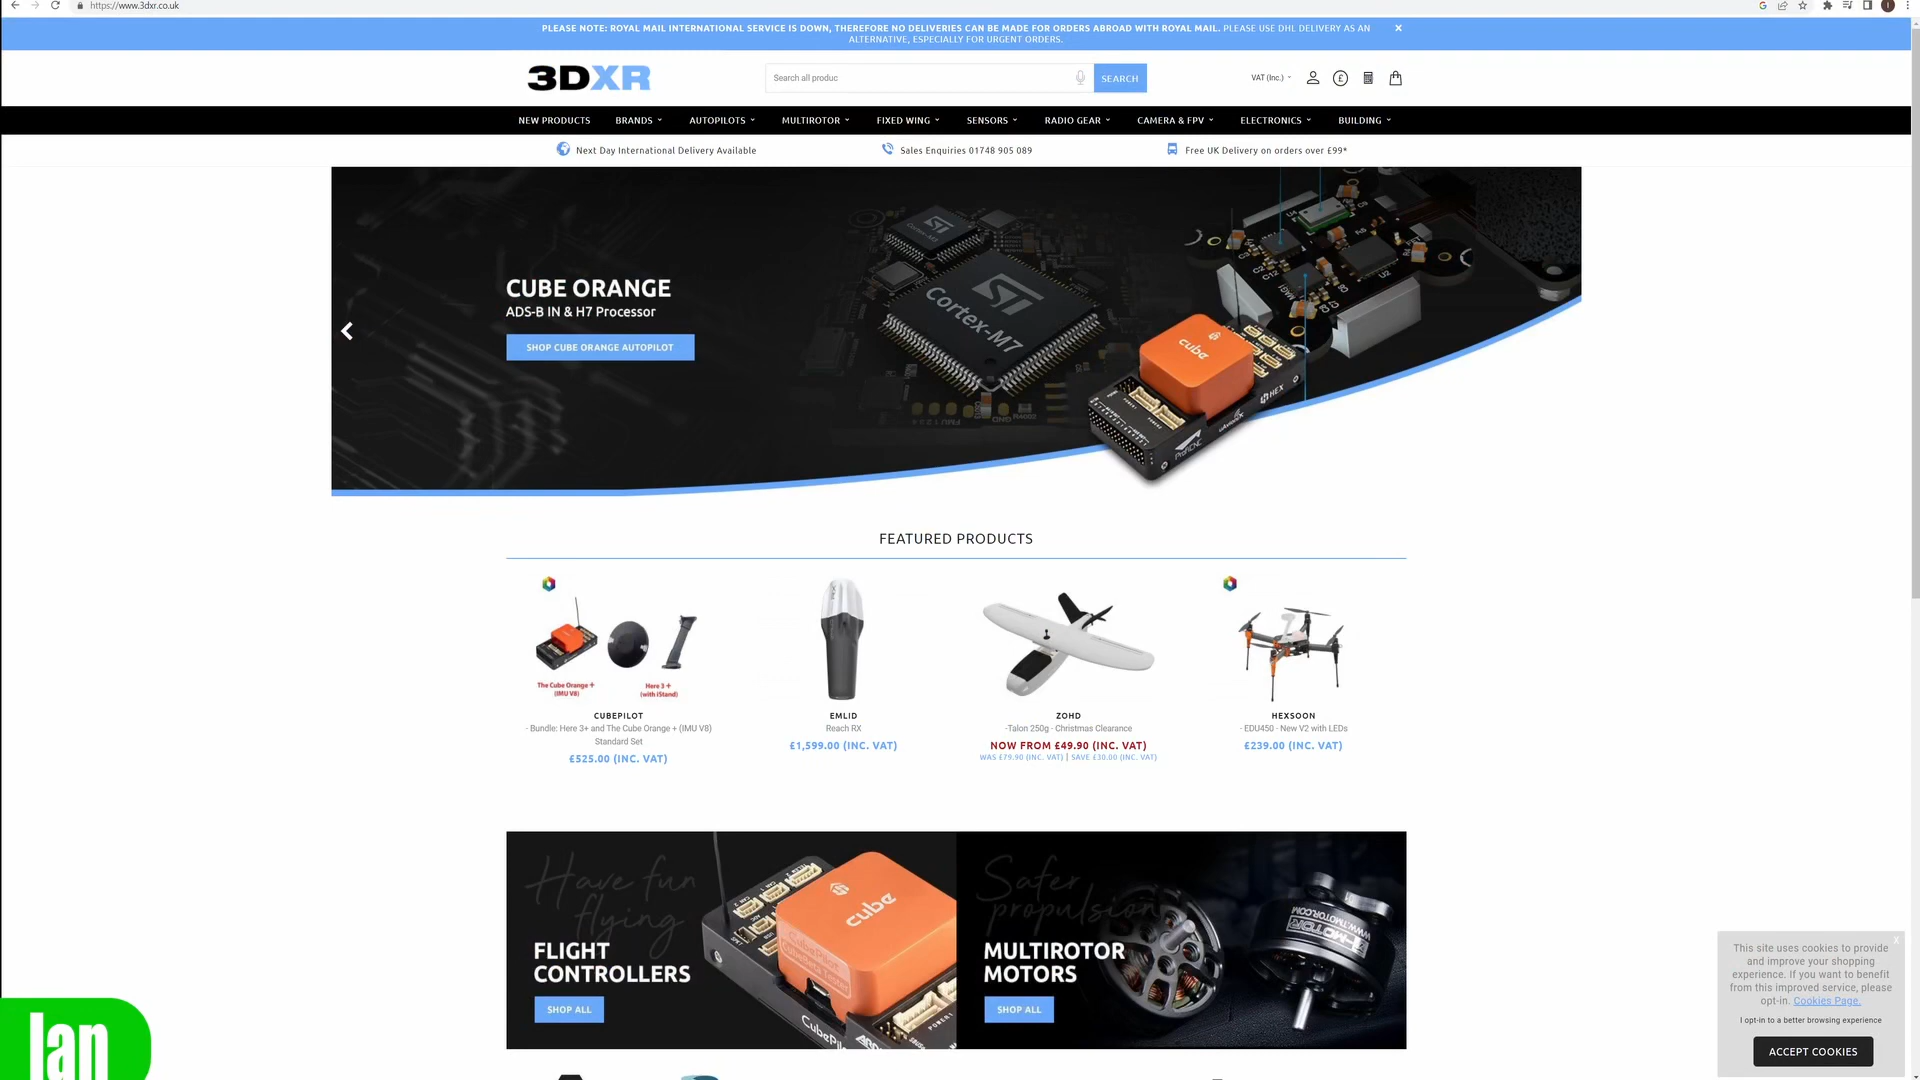 https://www.3dxr.co.uk
PLEASE NOTE: ROYAL MAIL INTERNATIONAL SERVICE IS DOWN, THEREFORE NO DELIVERIES CAN BE MADE FOR ORDERS ABROAD WITH ROYAL MAIL. PLEASE USE DHL DELIVERY AS AN
ALTERNATIVE, ESPECIALLY FOR URGENT ORDERS.
3DXR
Search all produc
SEARCH
VAT (Inc.)
NEW PRODUCTS BRANDS AUTOPILOTS MULTIROTOR FIXED WING SENSORS RADIO GEAR CAMERA & FPV ELECTRONICS BUILDING
Next Day International Delivery Available
Sales Enquiries 01748 905 089
Free UK Delivery on orders over £99*
CUBE ORANGE
ADS-B IN & H7 Processor
SHOP CUBE ORANGE AUTOPILOT
Cortex-M7
cube
HEX
ProfiCNC
FEATURED PRODUCTS
The Cube Orange +
(IMU V8)
Here 3 +
(with iStand)
CUBEPILOT
- Bundle: Here 3+ and The Cube Orange + (IMU V8)
Standard Set
£525.00 (INC. VAT)
EMLID
Reach RX
£1,599.00 (INC. VAT)
ZOHD
-Talon 250g - Christmas Clearance
NOW FROM £49.90 (INC. VAT)
WAS £79.90 (INC. VAT) | SAVE £30.00 (INC. VAT)
HEXSOON
- EDU450 - New V2 with LEDs
£239.00 (INC. VAT)
Have fun
flying
FLIGHT
CONTROLLERS
SHOP ALL
cube
CubePilot
POWER1
Safer
propulsion
MULTIROTOR
MOTORS
SHOP ALL
This site uses cookies to provide
and improve your shopping
experience. If you want to benefit
from this improved service, please
opt-in. Cookies Page.
I opt-in to a better browsing experience
ACCEPT COOKIES
X
Ian